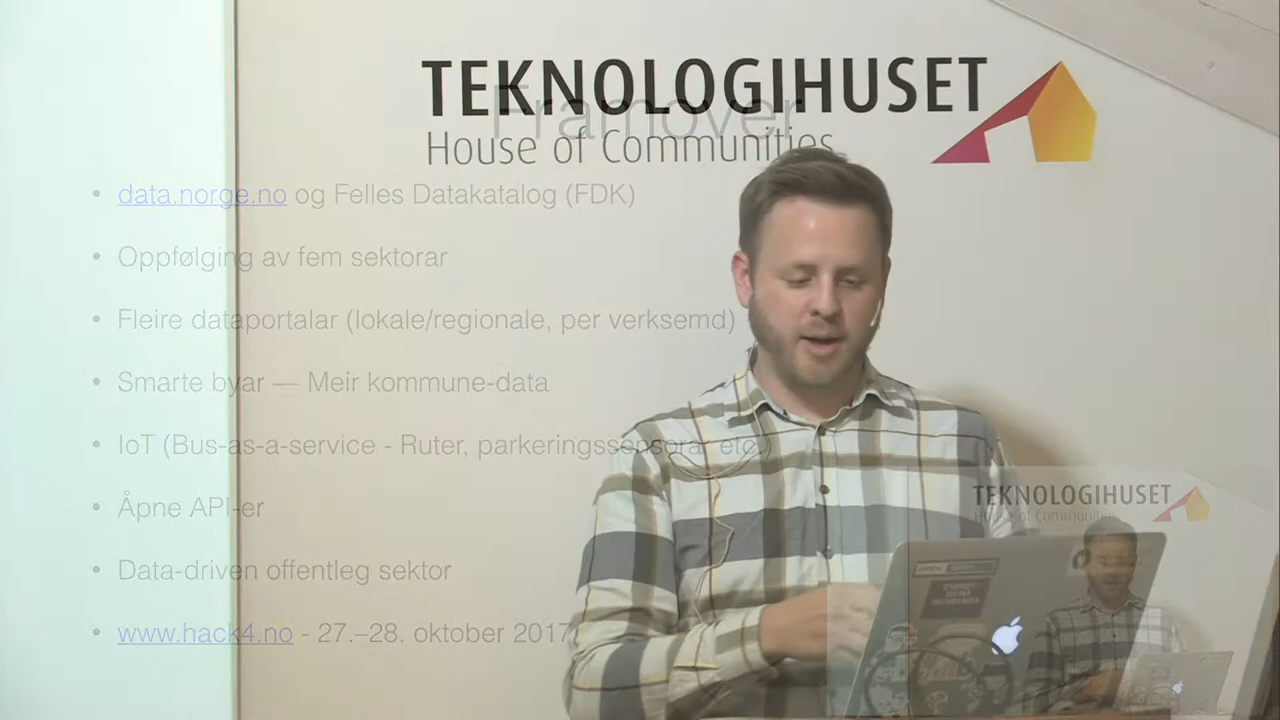 TEKNOLOGIHUSET
Framover
House of Communities
• data.norge.no og Felles Datakatalog (FDK)
• Oppfølging av fem sektorar
• Fleire dataportalar (lokale/regionale, per verksemd)
• Smarte byar — Meir kommune-data
• IoT (Bus-as-a-service - Ruter, parkeringssensorar etc.)
• Åpne API-er
• Data-driven offentleg sektor
• www.hack4.no - 27.–28. oktober 2017
TEKNOLOGIHUSET
House of Communities